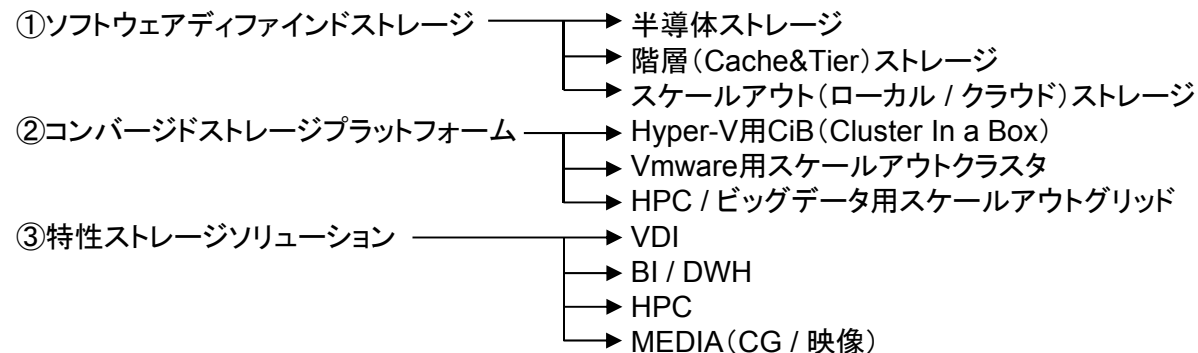 ①ソフトウェアディファインドストレージ 半導体ストレージ
階層（Cache&Tier）ストレージ
スケールアウト（ローカル / クラウド）ストレージ
②コンバージドストレージプラットフォーム Hyper-V用CiB（Cluster In a Box）
Vmware用スケールアウトクラスタ
HPC / ビッグデータ用スケールアウトグリッド
③特性ストレージソリューション VDI
BI / DWH
HPC
MEDIA（CG / 映像）